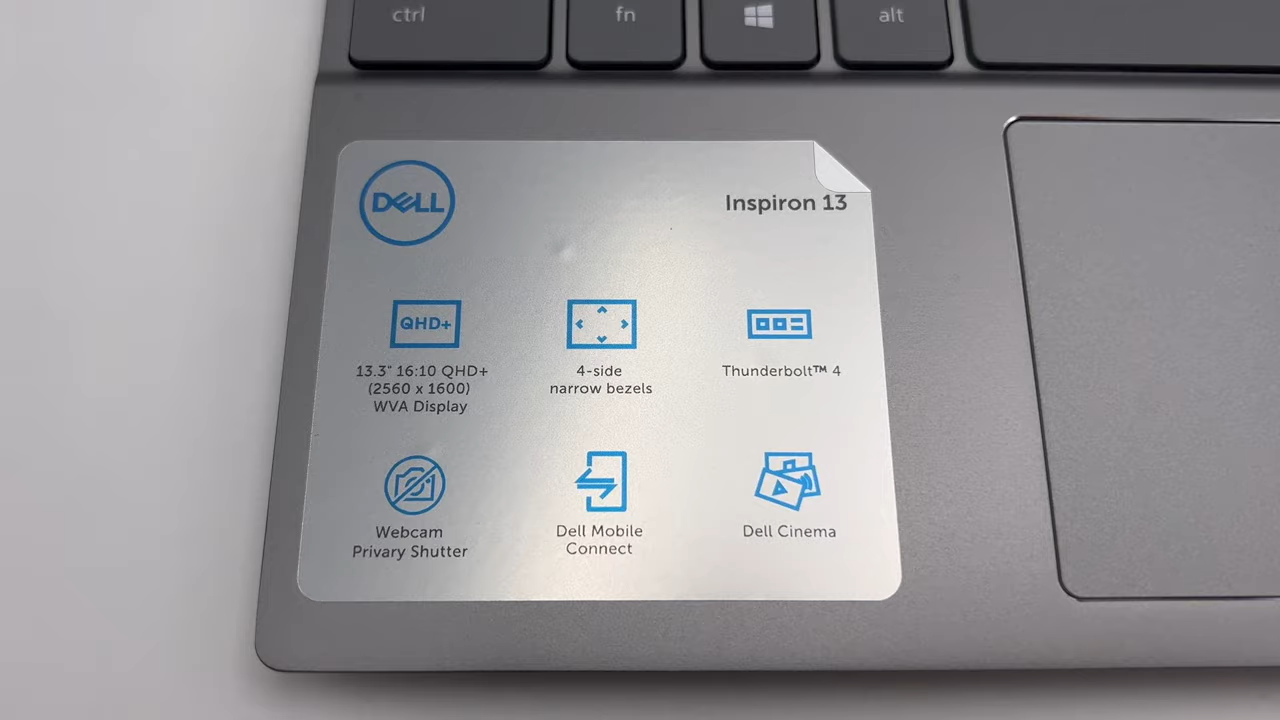 ctrl
fn
alt
DELL
Inspiron 13
QHD+
13.3" 16:10 QHD+
(2560 x 1600)
WVA Display
4-side
narrow bezels
Thunderbolt™ 4
Webcam
Privary Shutter
Dell Mobile
Connect
Dell Cinema